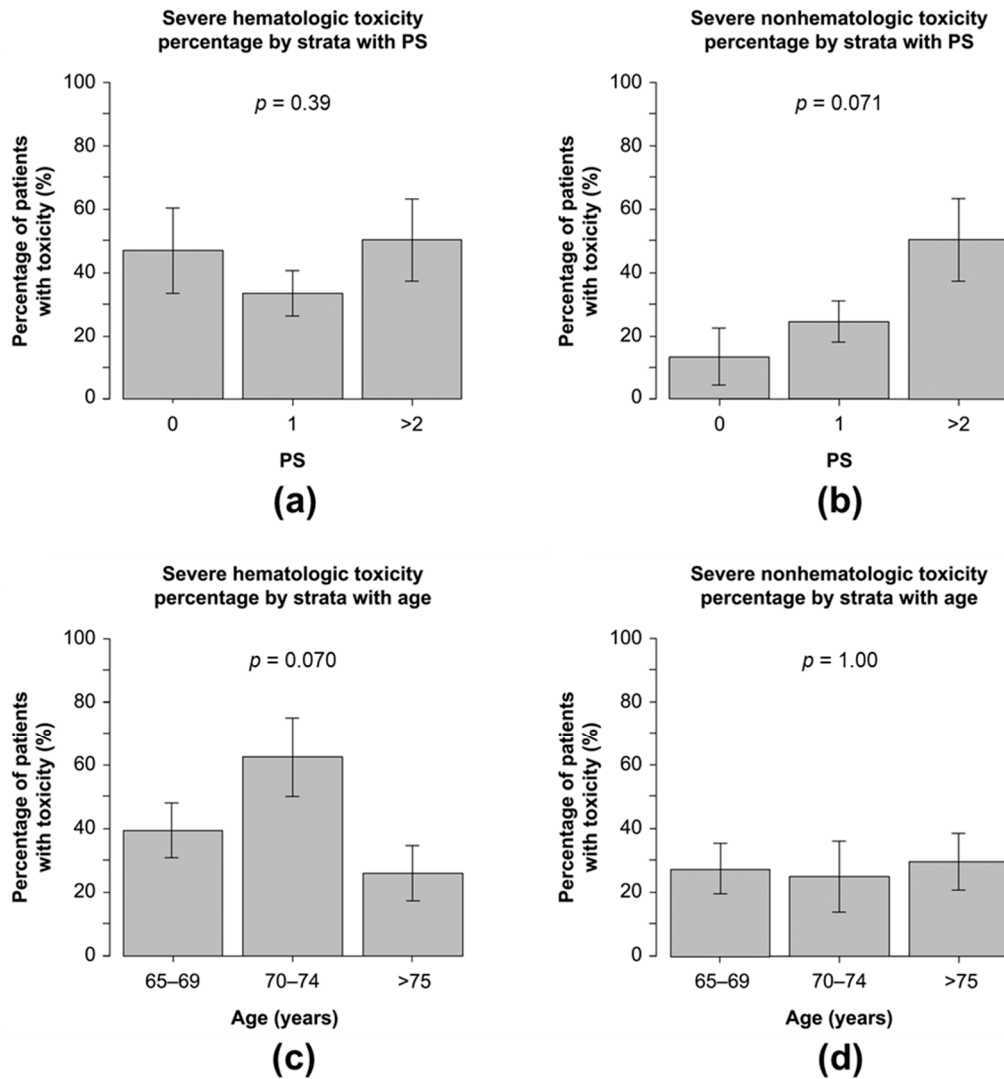 Severe hematologic toxicity
percentage by strata with PS
Percentage of patients
with toxicity (%)
100
80
60
40
20
0
p = 0.39
0 1 >2
PS
(a)
Severe nonhematologic toxicity
percentage by strata with PS
Percentage of patients
with toxicity (%)
100
80
60
40
20
0
p = 0.071
0 1 >2
PS
(b)
Severe hematologic toxicity
percentage by strata with age
Percentage of patients
with toxicity (%)
100
80
60
40
20
0
p = 0.070
65–69 70–74 >75
Age (years)
(c)
Severe nonhematologic toxicity
percentage by strata with age
Percentage of patients
with toxicity (%)
100
80
60
40
20
0
p = 1.00
65–69 70–74 >75
Age (years)
(d)